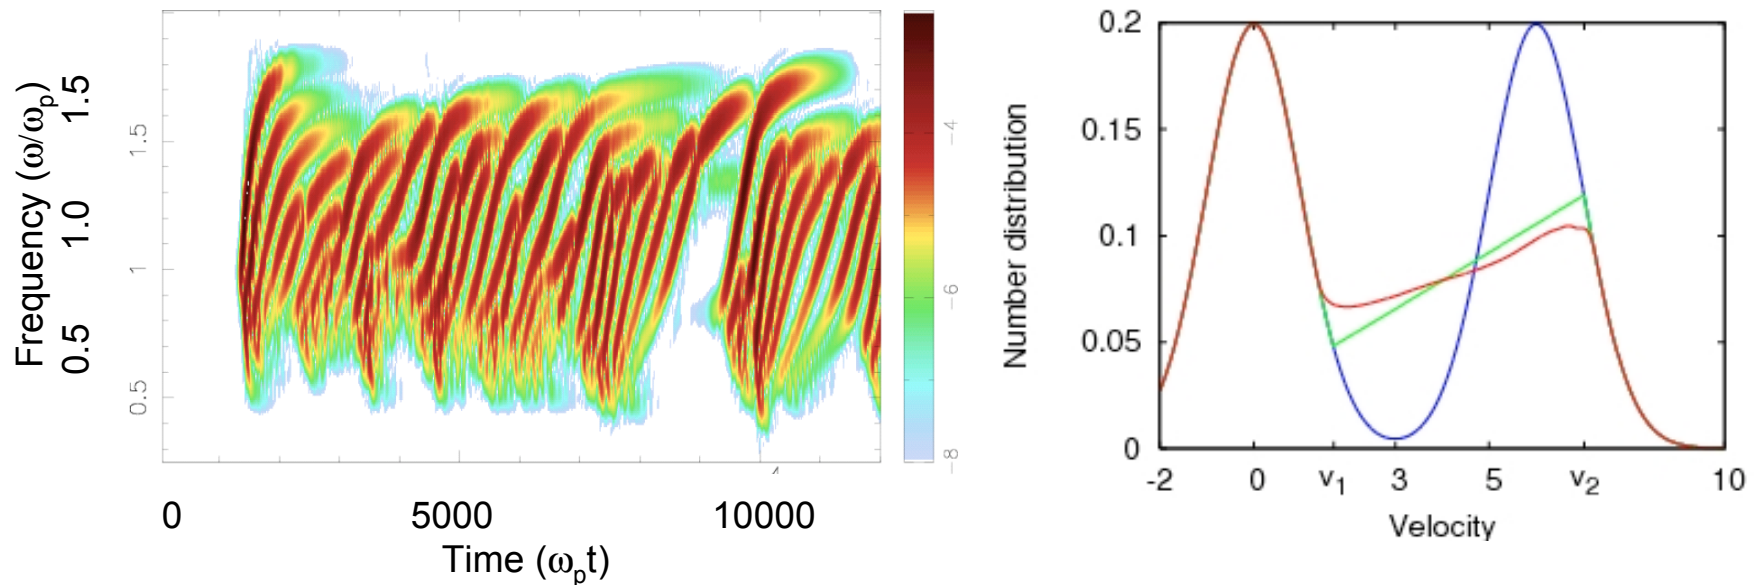 Frequency (ω/ωp)
0.5 1.0 1.5
0.5 1 1.5
-4
-6
-8
0 5000 10000
Time (ωpt)
Number distribution
0.2
0.15
0.1
0.05
0
-2 0 v1 3 5 v2 10
Velocity